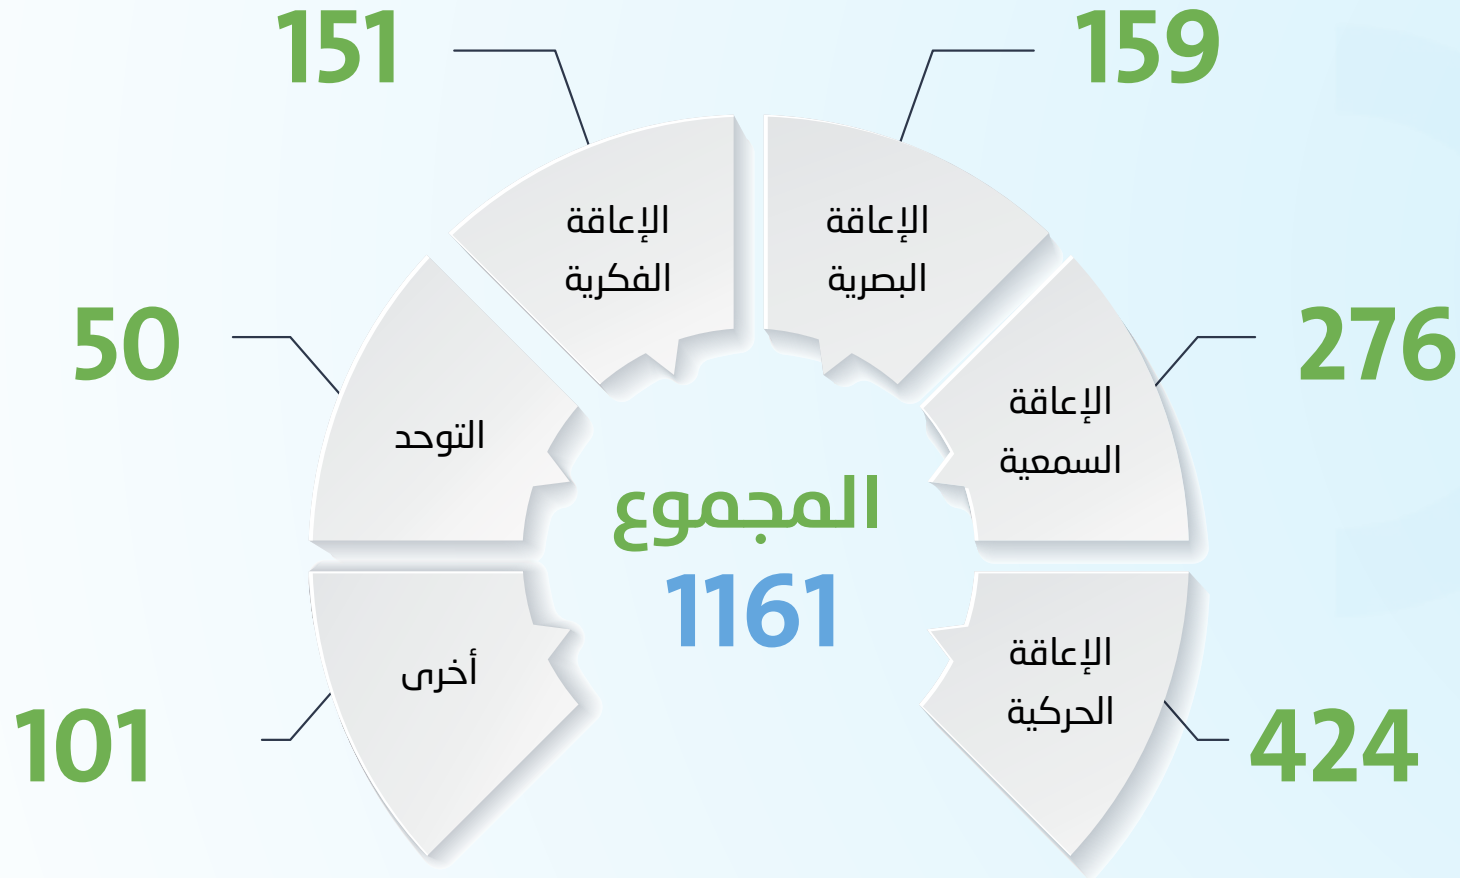 159
151
الإعاقة
البصرية
الإعاقة
الفكرية
276
50
الإعاقة
السمعية
التوحد
المجموع
1161
الإعاقة
الحركية
أخرى
424
101